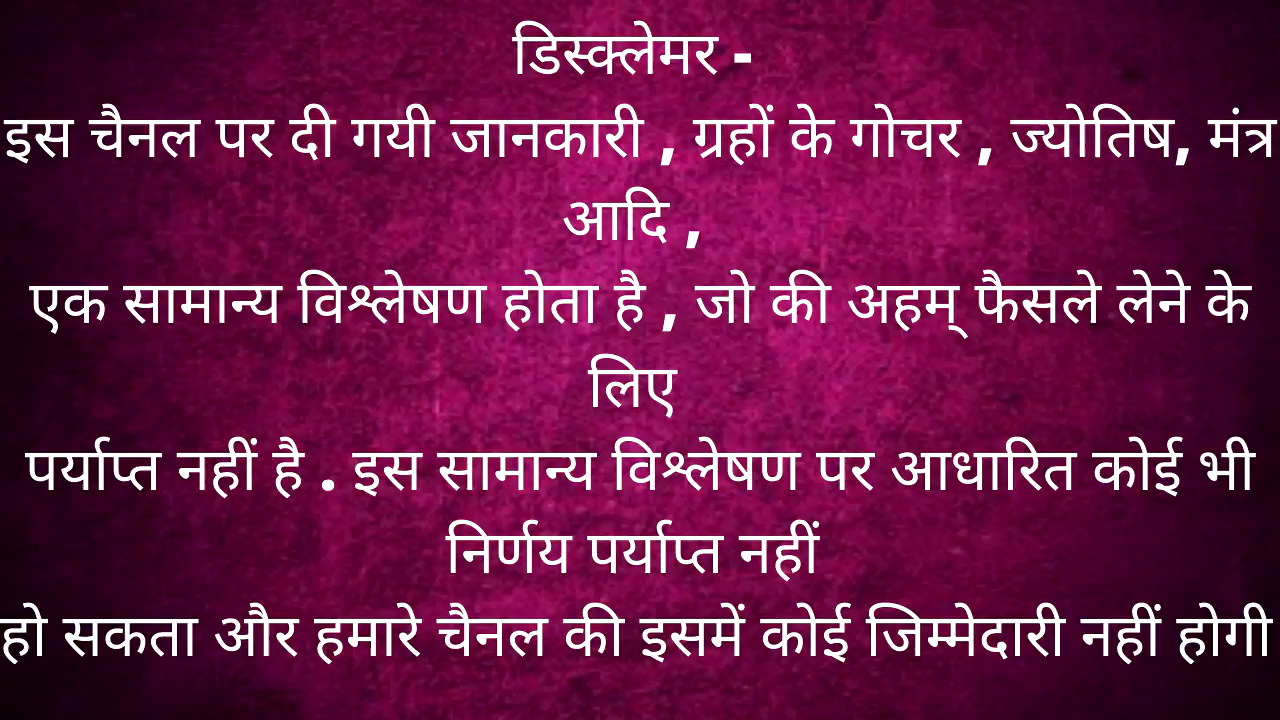 डिस्क्लेमर -
इस चैनल पर दी गयी जानकारी , ग्रहों के गोचर , ज्योतिष, मंत्र
आदि ,
एक सामान्य विश्लेषण होता है , जो की अहम् फैसले लेने के
लिए
पर्याप्त नहीं है . इस सामान्य विश्लेषण पर आधारित कोई भी
निर्णय पर्याप्त नहीं
हो सकता और हमारे चैनल की इसमें कोई जिम्मेदारी नहीं होगी